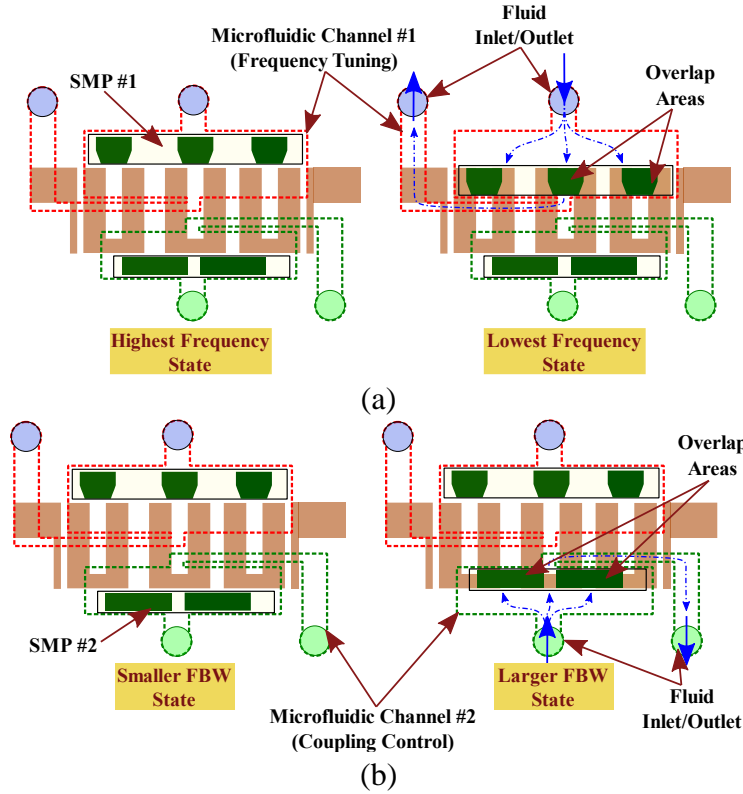 Microfluidic Channel #1
(Frequency Tuning)
Fluid
Inlet/Outlet
SMP #1
Overlap
Areas
Highest Frequency
State
Lowest Frequency
State
(a)
Overlap
Areas
SMP #2
Smaller FBW
State
Larger FBW
State
Microfluidic Channel #2
(Coupling Control)
Fluid
Inlet/Outlet
(b)